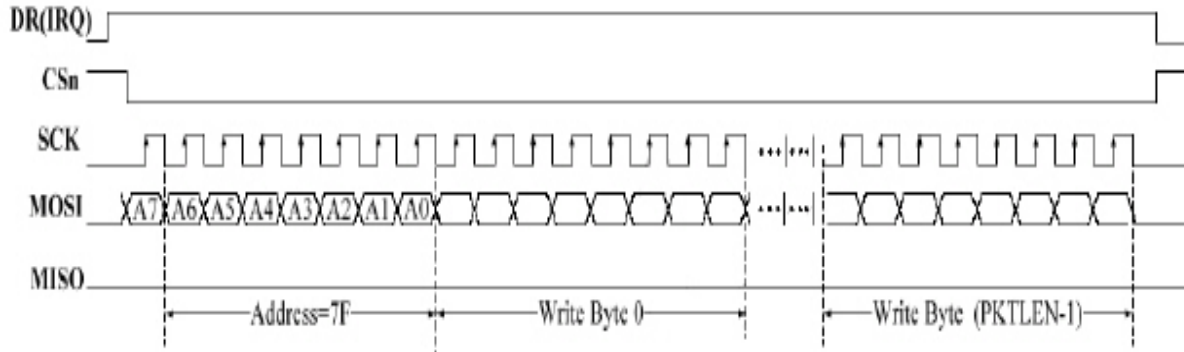 DR(IRQ)
CSn
SCK
MOSI A7 A6 A5 A4 A3 A2 A1 A0
MISO
Address=7F Write Byte 0 Write Byte (PKTLEN-1)